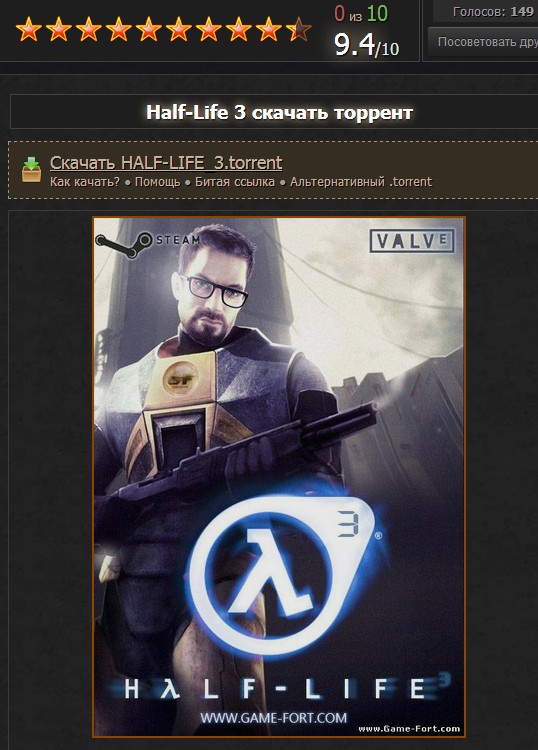 0 из 10
9.4/10
Голосов: 149
Посоветовать дру
Half-Life 3 скачать торрент
Скачать HALF-LIFE_3.torrent
Как качать? ● Помощь ● Битая ссылка ● Альтернативный .torrent
STEAM
VALVE
GF
3
®
HλLF-LIFE 3
WWW.GAME-FORT.COM
www.Game-Fort.com